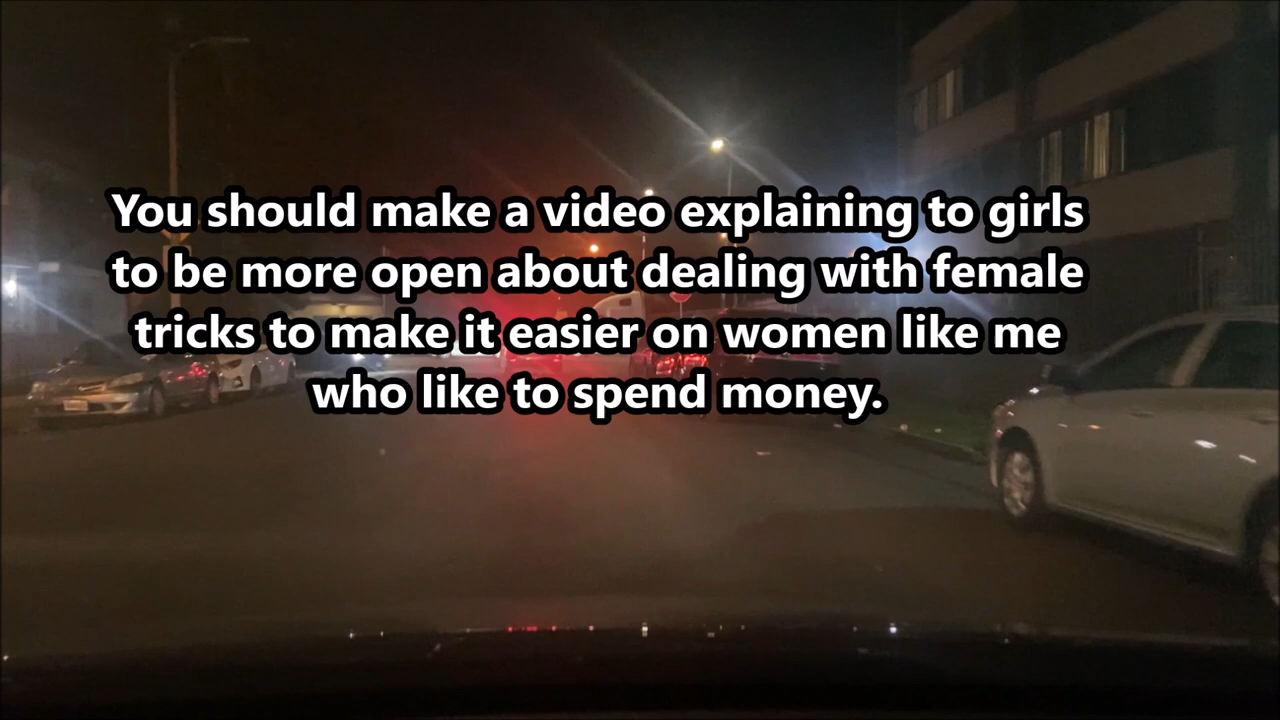 You should make a video explaining to girls
to be more open about dealing with female
tricks to make it easier on women like me
who like to spend money.